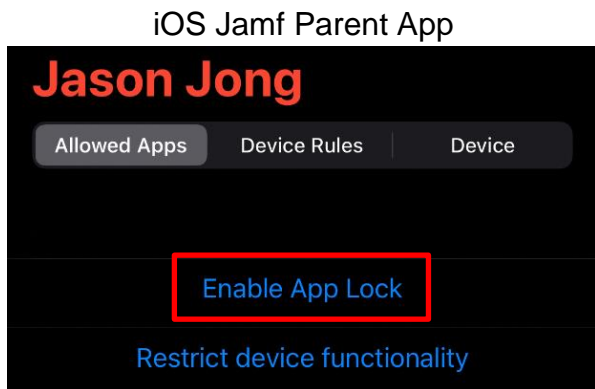 iOS Jamf Parent App
Jason Jong
Allowed Apps Device Rules Device
Enable App Lock
Restrict device functionality